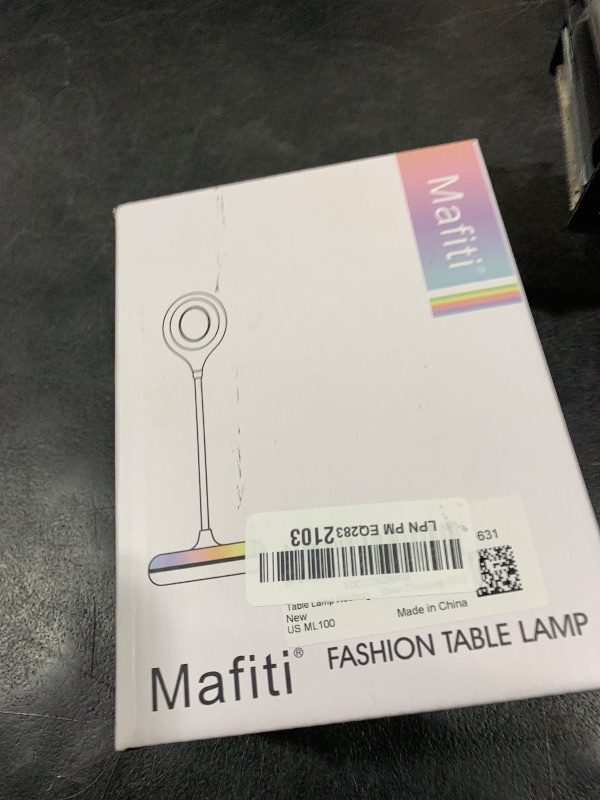 Mafiti®
LPN PM EQ2832103
631
Table Lamp
New
US ML100
Made in China
Mafiti® FASHION TABLE LAMP